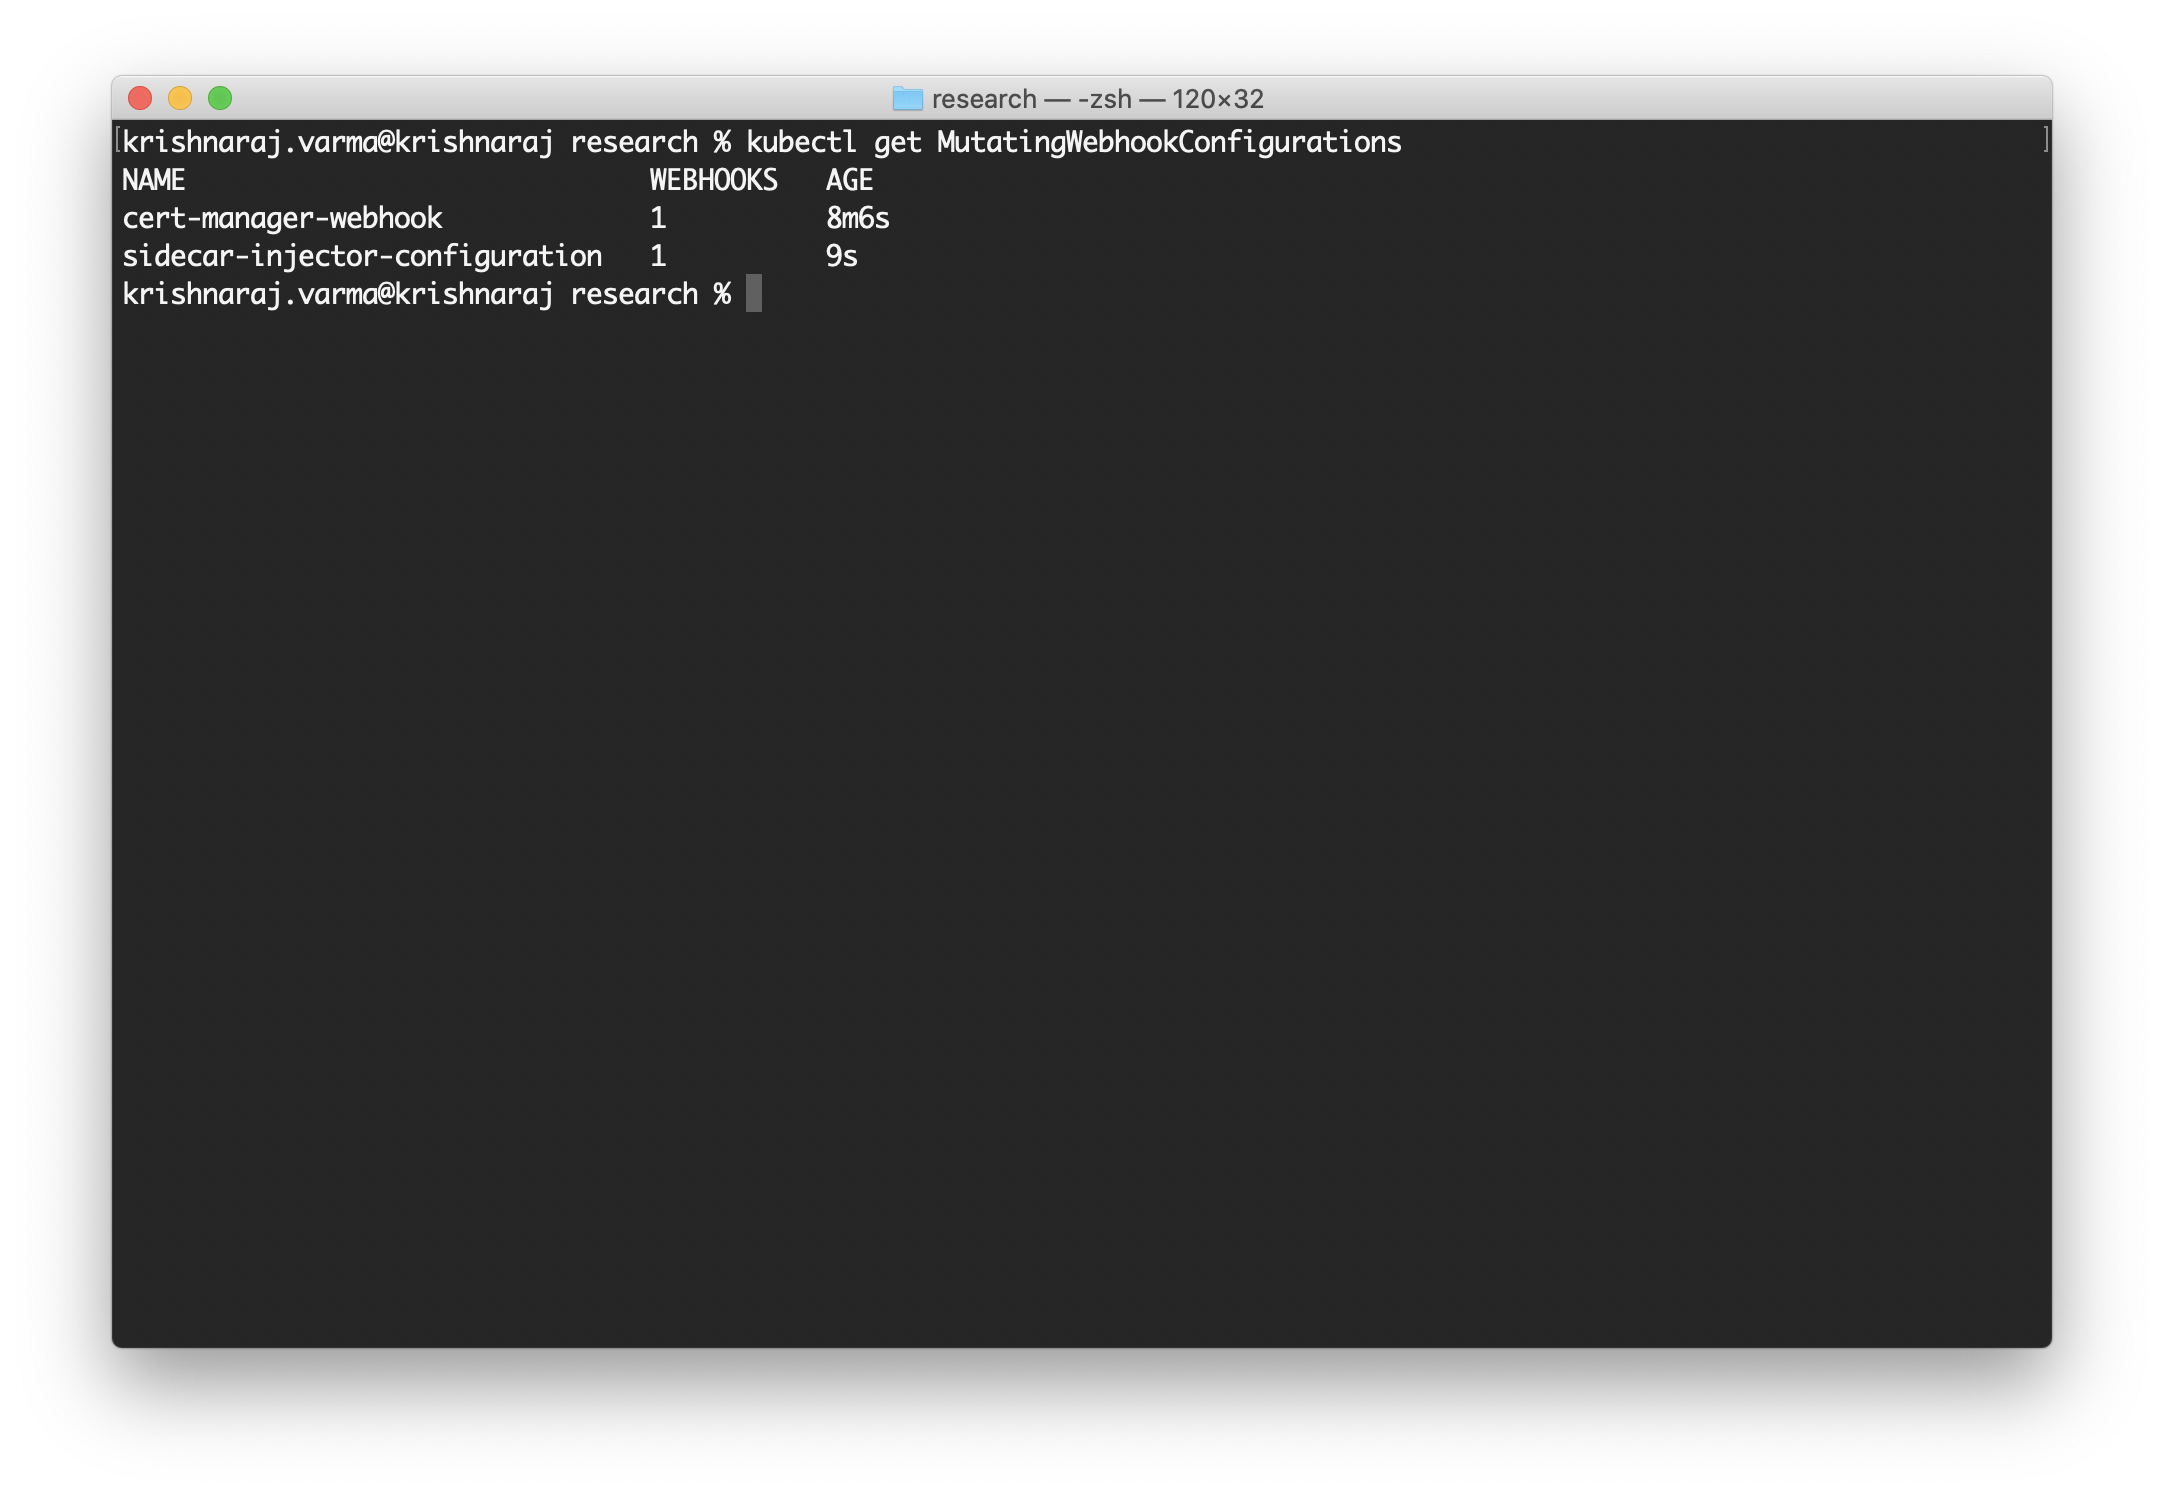 research — -zsh — 120×32
krishnaraj.varma@krishnaraj research % kubectl get MutatingWebhookConfigurations
NAME                             WEBHOOKS   AGE
cert-manager-webhook             1          8m6s
sidecar-injector-configuration   1          9s
krishnaraj.varma@krishnaraj research %